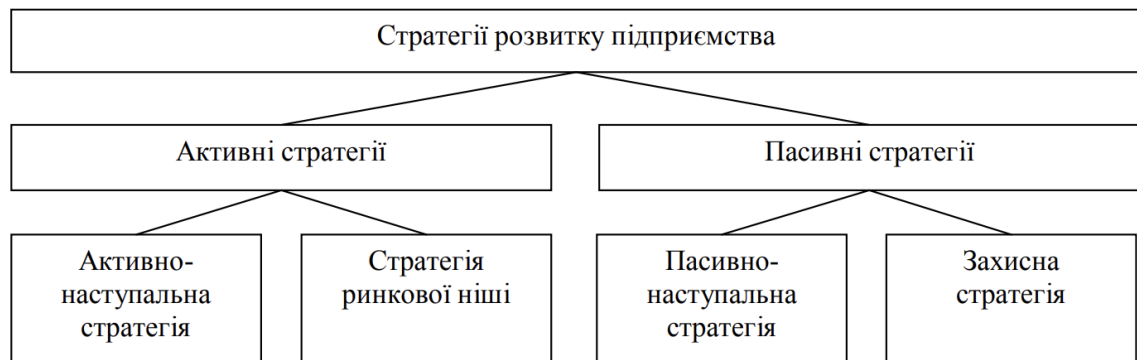 Стратегії розвитку підприємства
Активні стратегії
Пасивні стратегії
Активно-
наступальна
стратегія
Стратегія
ринкової ніші
Пасивно-
наступальна
стратегія
Захисна
стратегія